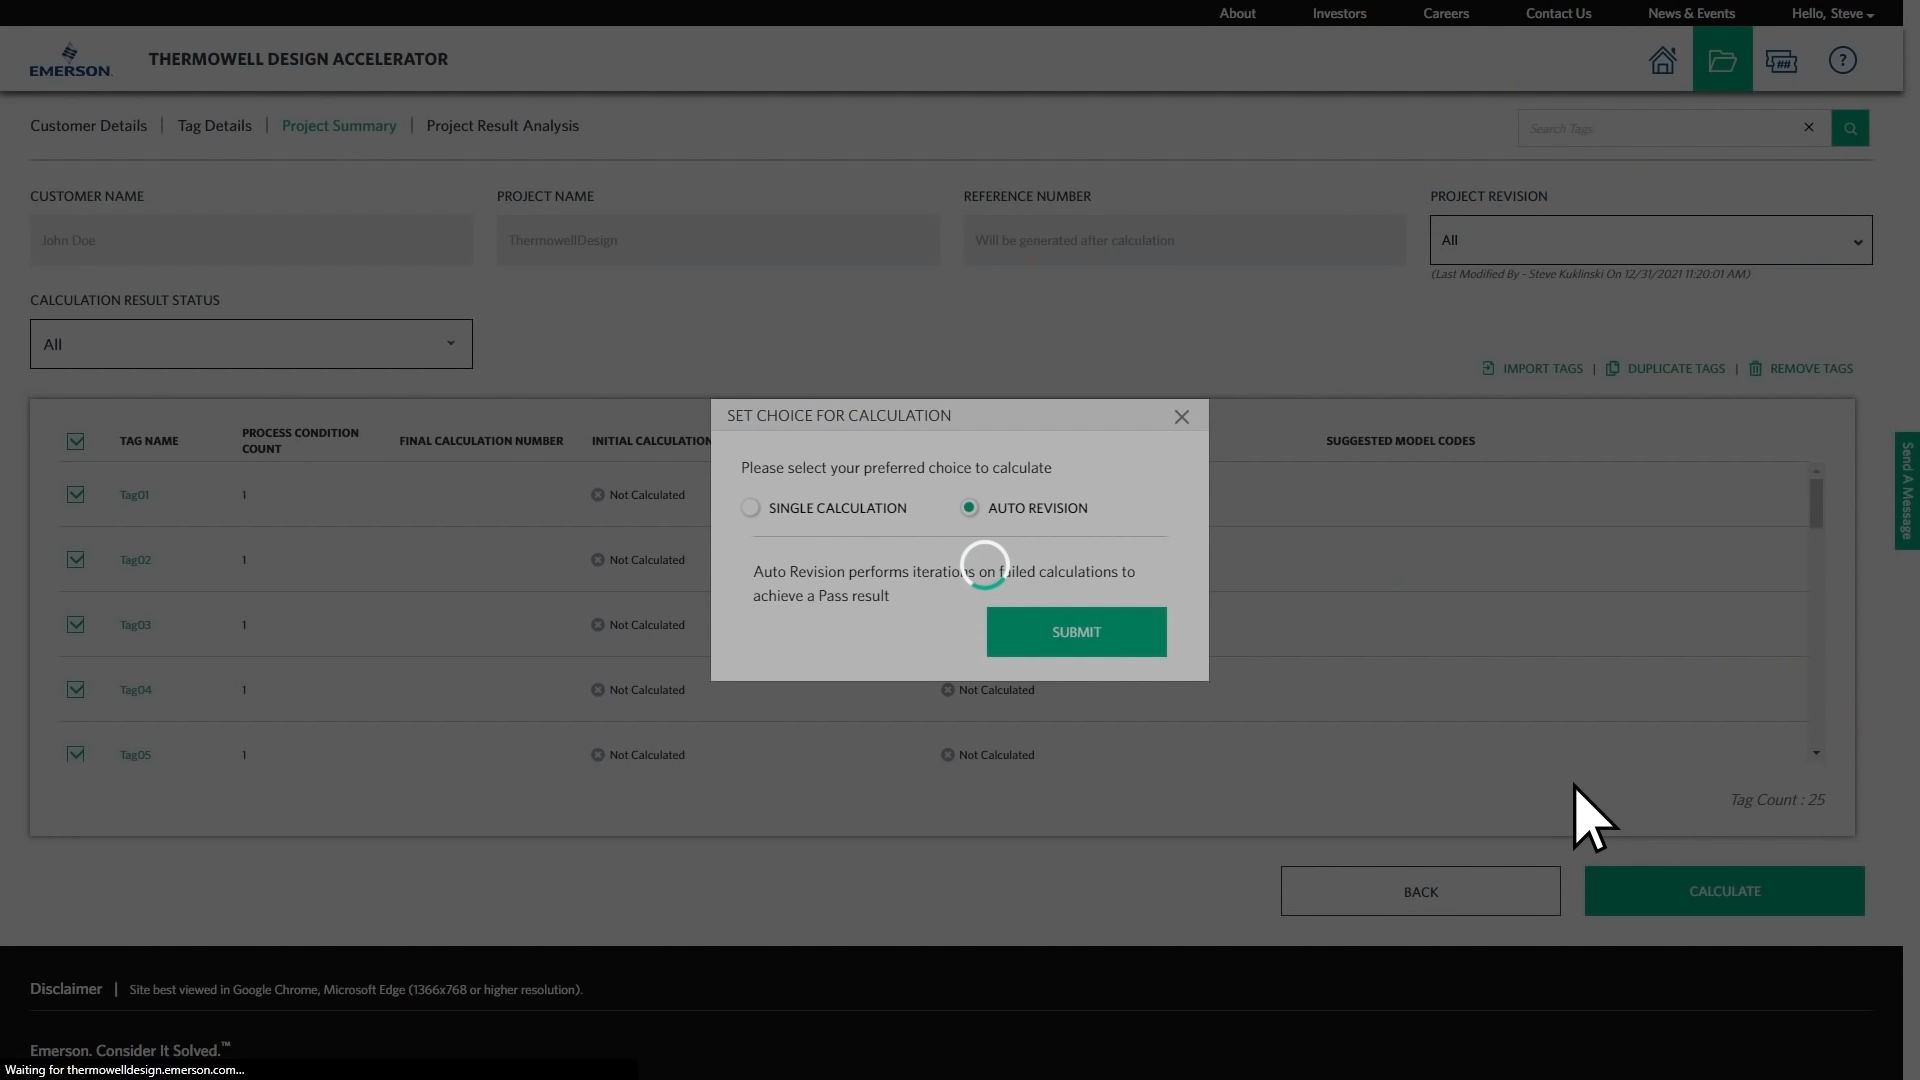 About
Investors
Careers
Contact Us
News & Events
Hello, Steve
EMERSON
THERMOWELL DESIGN ACCELERATOR
##
?
Customer Details | Tag Details | Project Summary | Project Result Analysis
Search Tags.
CUSTOMER NAME
PROJECT NAME
REFERENCE NUMBER
PROJECT REVISION
John Doe
ThermowellDesign
Will be generated after calculation
All
(Last Modified By - Steve Kuklinski On 12/31/2021 11:20:01 AM)
CALCULATION RESULT STATUS
All
IMPORT TAGS | DUPLICATE TAGS | REMOVE TAGS
SET CHOICE FOR CALCULATION
Please select your preferred choice to calculate
SINGLE CALCULATION
AUTO REVISION
Auto Revision performs iterations on failed calculations to
achieve a Pass result
SUBMIT
TAG NAME
PROCESS CONDITION
COUNT
FINAL CALCULATION NUMBER
INITIAL CALCULATION
SUGGESTED MODEL CODES
Tag01 1 Not Calculated
Tag02 1 Not Calculated
Tag03 1 Not Calculated
Tag04 1 Not Calculated Not Calculated
Tag05 1 Not Calculated Not Calculated
Tag Count : 25
Send A Message
BACK
CALCULATE
Disclaimer | Site best viewed in Google Chrome, Microsoft Edge (1366x768 or higher resolution).
Emerson. Consider It Solved.™
Waiting for thermowelldesign.emerson.com...